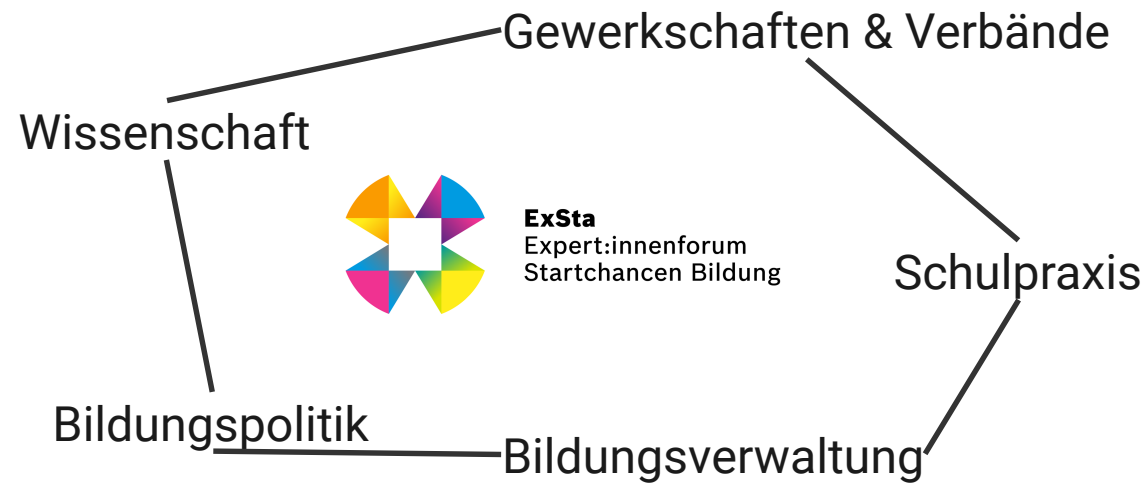 Gewerkschaften & Verbände
Wissenschaft
ExSta
Expert:innenforum
Startchancen Bildung
Schulpraxis
Bildungspolitik
Bildungsverwaltung